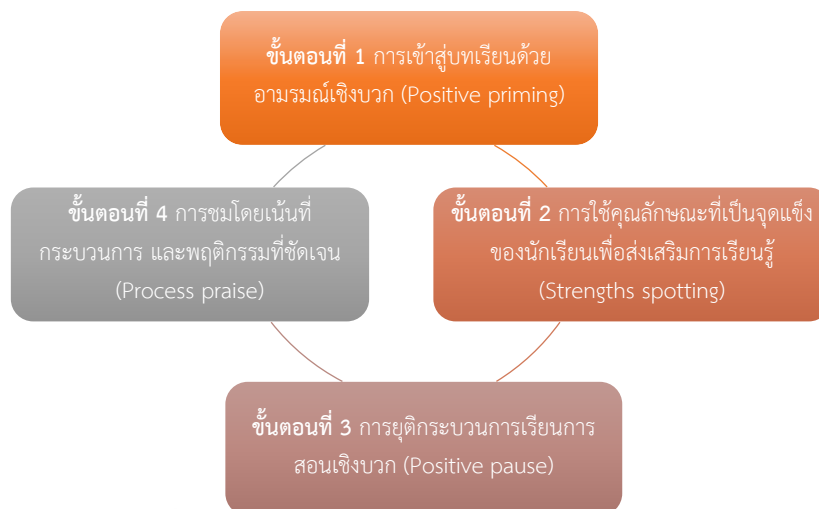 ขั้นตอนที่ 1 การเข้าสู่บทเรียนด้วย
อามรมณ์เชิงบวก (Positive priming)
ขั้นตอนที่ 2 การใช้คุณลักษณะที่เป็นจุดแข็ง
ของนักเรียนเพื่อส่งเสริมการเรียนรู้
(Strengths spotting)
ขั้นตอนที่ 3 การยุติกระบวนการเรียนการ
สอนเชิงบวก (Positive pause)
ขั้นตอนที่ 4 การชมโดยเน้นที่
กระบวนการ และพฤติกรรมที่ชัดเจน
(Process praise)